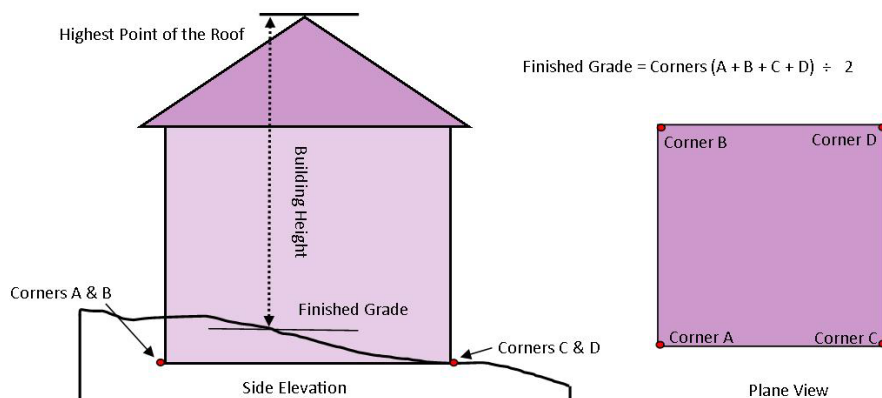 Highest Point of the Roof
Finished Grade = Corners (A + B + C + D) ÷ 2
Building Height
Corner B
Corner D
Corners A & B
Finished Grade
Corner A
Corner C
Corners C & D
Side Elevation
Plane View